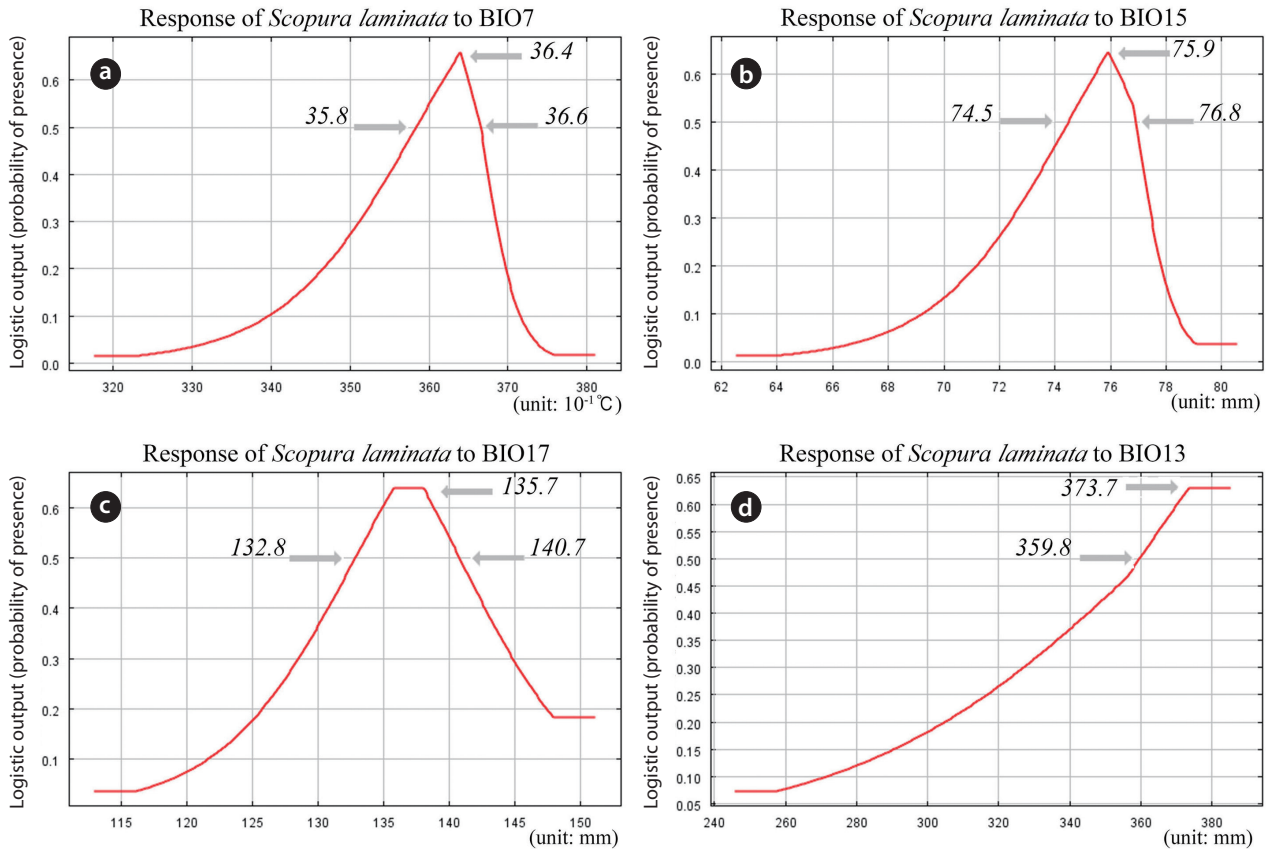 Response of Scopura laminata to BIO7
a
Logistic output (probability of presence)
0.6
0.5
0.4
0.3
0.2
0.1
0.0
36.4
35.8
36.6
320 330 340 350 360 370 380
(unit: 10⁻¹℃)
Response of Scopura laminata to BIO15
b
Logistic output (probability of presence)
0.6
0.5
0.4
0.3
0.2
0.1
0.0
75.9
74.5
76.8
62 64 66 68 70 72 74 76 78 80
(unit: mm)
Response of Scopura laminata to BIO17
c
Logistic output (probability of presence)
0.6
0.5
0.4
0.3
0.2
0.1
135.7
132.8
140.7
115 120 125 130 135 140 145 150
(unit: mm)
Response of Scopura laminata to BIO13
d
Logistic output (probability of presence)
0.65
0.60
0.55
0.50
0.45
0.40
0.35
0.30
0.25
0.20
0.15
0.10
0.05
373.7
359.8
240 260 280 300 320 340 360 380
(unit: mm)